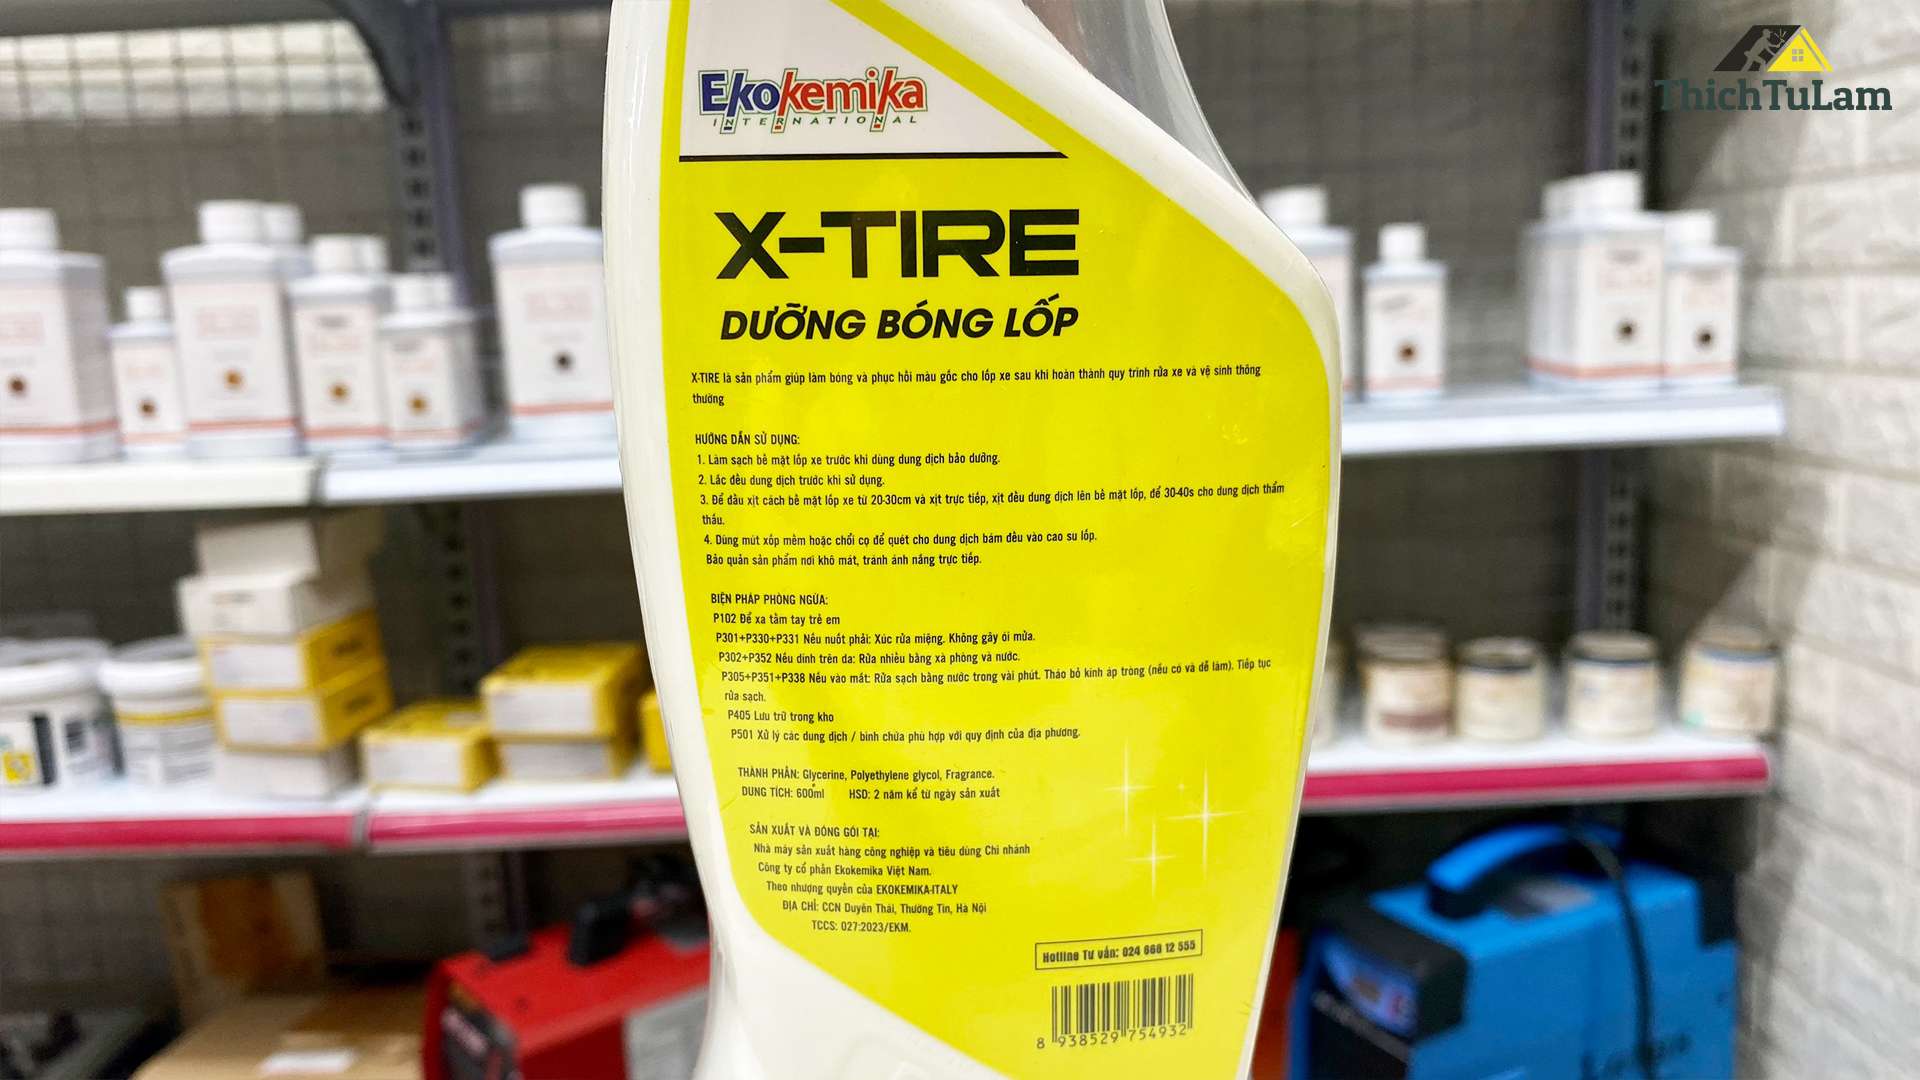 ThichTuLam
Ekokemika
INTERNATIONAL
X-TIRE
DƯỠNG BÓNG LỐP
X-TIRE là sản phẩm giúp làm bóng và phục hồi màu gốc cho lốp xe sau khi hoàn thành quy trình rửa xe và vệ sinh thông
thường
HƯỚNG DẪN SỬ DỤNG:
1. Làm sạch bề mặt lốp xe trước khi dùng dung dịch bảo dưỡng.
2. Lắc đều dung dịch trước khi sử dụng.
3. Để đầu xịt cách bề mặt lốp xe từ 20-30cm và xịt trực tiếp, xịt đều dung dịch lên bề mặt lốp, để 30-40s cho dung dịch thẩm
thấu.
4. Dùng mút xốp mềm hoặc chổi cọ để quét cho dung dịch bám đều vào cao su lốp.
Bảo quản sản phẩm nơi khô mát, tránh ánh nắng trực tiếp.
BIỆN PHÁP PHÒNG NGỪA:
P102 Để xa tầm tay trẻ em
P301+P330+P331 Nếu nuốt phải: Xúc rửa miệng. Không gây ói mửa.
P302+P352 Nếu dính trên da: Rửa nhiều bằng xà phòng và nước.
P305+P351+P338 Nếu vào mắt: Rửa sạch bằng nước trong vài phút. Tháo bỏ kính áp tròng (nếu có và dễ làm). Tiếp tục
rửa sạch.
P405 Lưu trữ trong kho
P501 Xử lý các dung dịch / bình chứa phù hợp với quy định của địa phương.
THÀNH PHẦN: Glycerine, Polyethylene glycol, Fragrance.
DUNG TÍCH: 600ml HSD: 2 năm kể từ ngày sản xuất
SẢN XUẤT VÀ ĐÓNG GÓI TẠI:
Nhà máy sản xuất hàng công nghiệp và tiêu dùng Chi nhánh
Công ty cổ phần Ekokemika Việt Nam.
Theo nhượng quyền của EKOKEMIKA-ITALY
ĐỊA CHỈ: CCN Duyên Thái, Thường Tín, Hà Nội
TCCS: 027:2023/EKM.
Hotline Tư vấn: 024 668 12 555
8 938529 754932